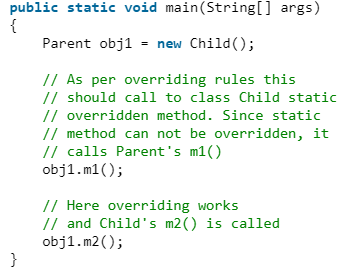 public static void main(String[] args)
{
    Parent obj1 = new Child();

    // As per overriding rules this
    // should call to class Child static
    // overridden method. Since static
    // method can not be overridden, it
    // calls Parent's m1()
    obj1.m1();

    // Here overriding works
    // and Child's m2() is called
    obj1.m2();
}